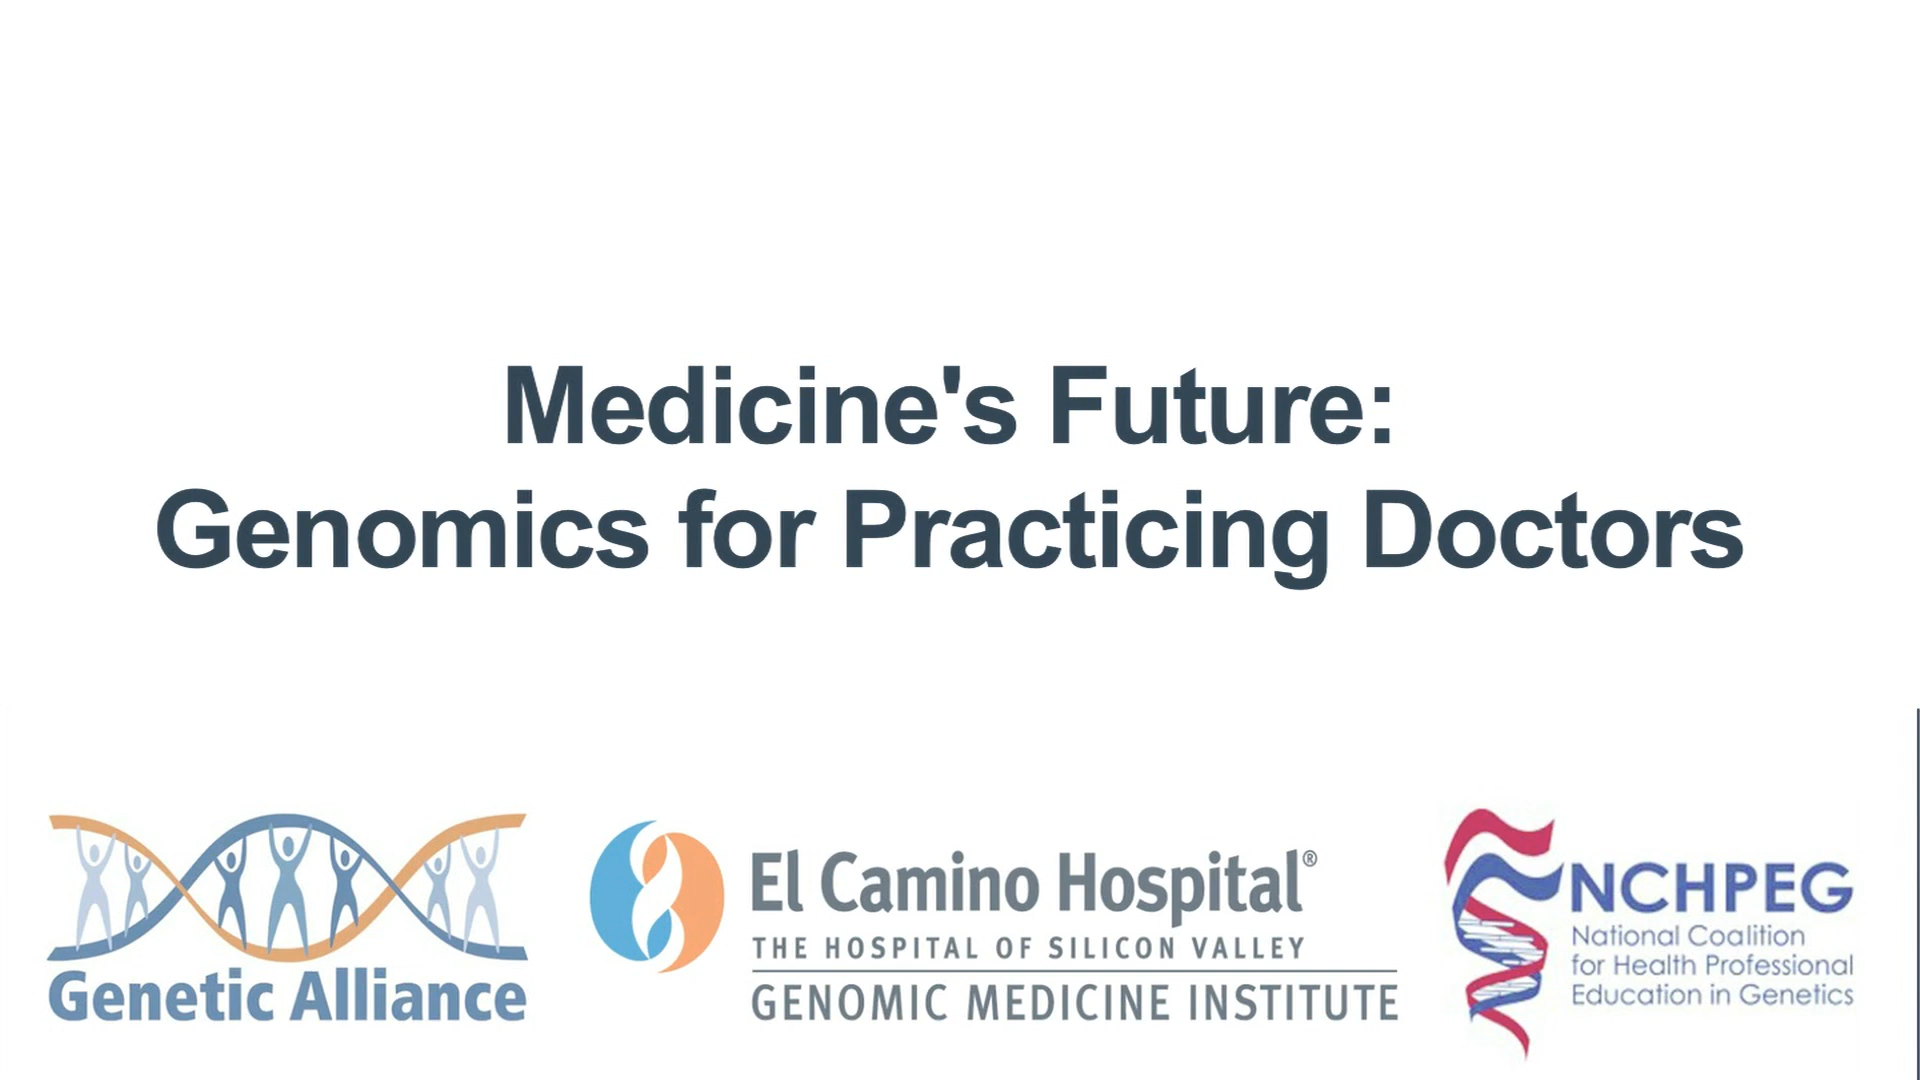 Medicine's Future:
Genomics for Practicing Doctors
Genetic Alliance
El Camino Hospital®
THE HOSPITAL OF SILICON VALLEY
GENOMIC MEDICINE INSTITUTE
NCHPEG
National Coalition
for Health Professional
Education in Genetics